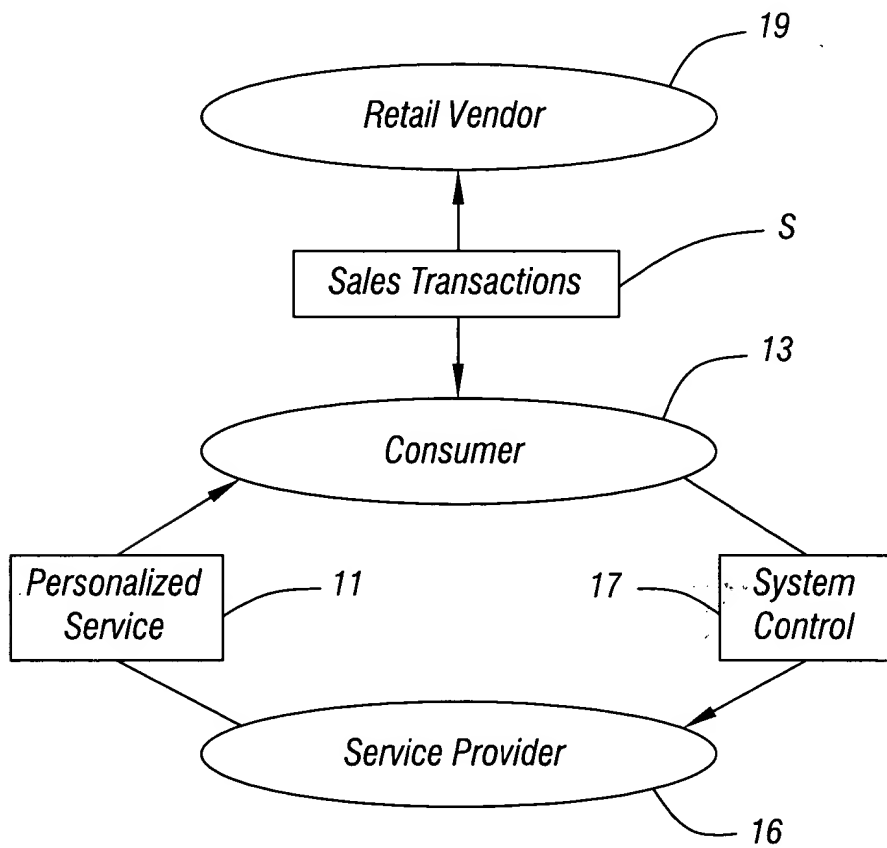 19
Retail Vendor
S
Sales Transactions
13
Consumer
Personalized
Service
11
17
System
Control
Service Provider
16